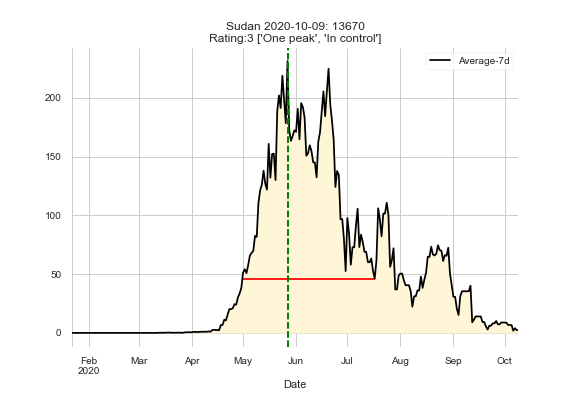 Sudan 2020-10-09: 13670
Rating:3 ['One peak', 'In control']
Average-7d
200
150
100
50
0
Feb Mar Apr May Jun Jul Aug Sep Oct
2020
Date